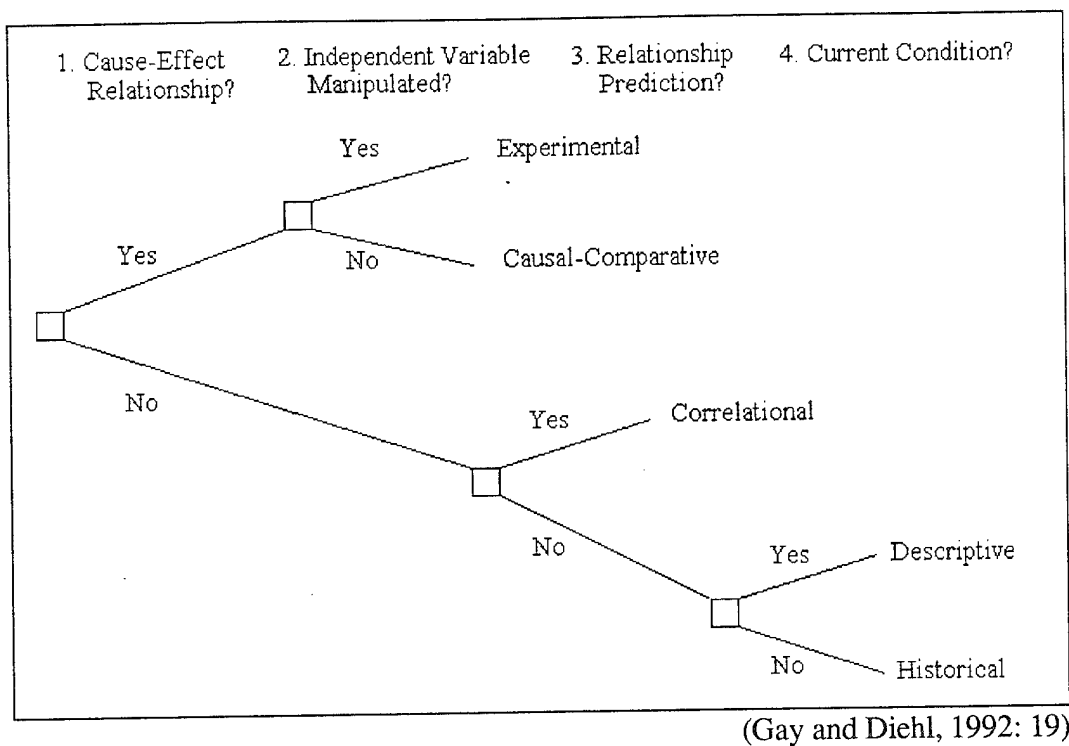 1. Cause-Effect Relationship?
2. Independent Variable Manipulated?
3. Relationship Prediction?
4. Current Condition?
Yes
Experimental
Yes
No
Causal-Comparative
No
Yes
Correlational
No
Yes
Descriptive
No
Historical
(Gay and Diehl, 1992: 19)